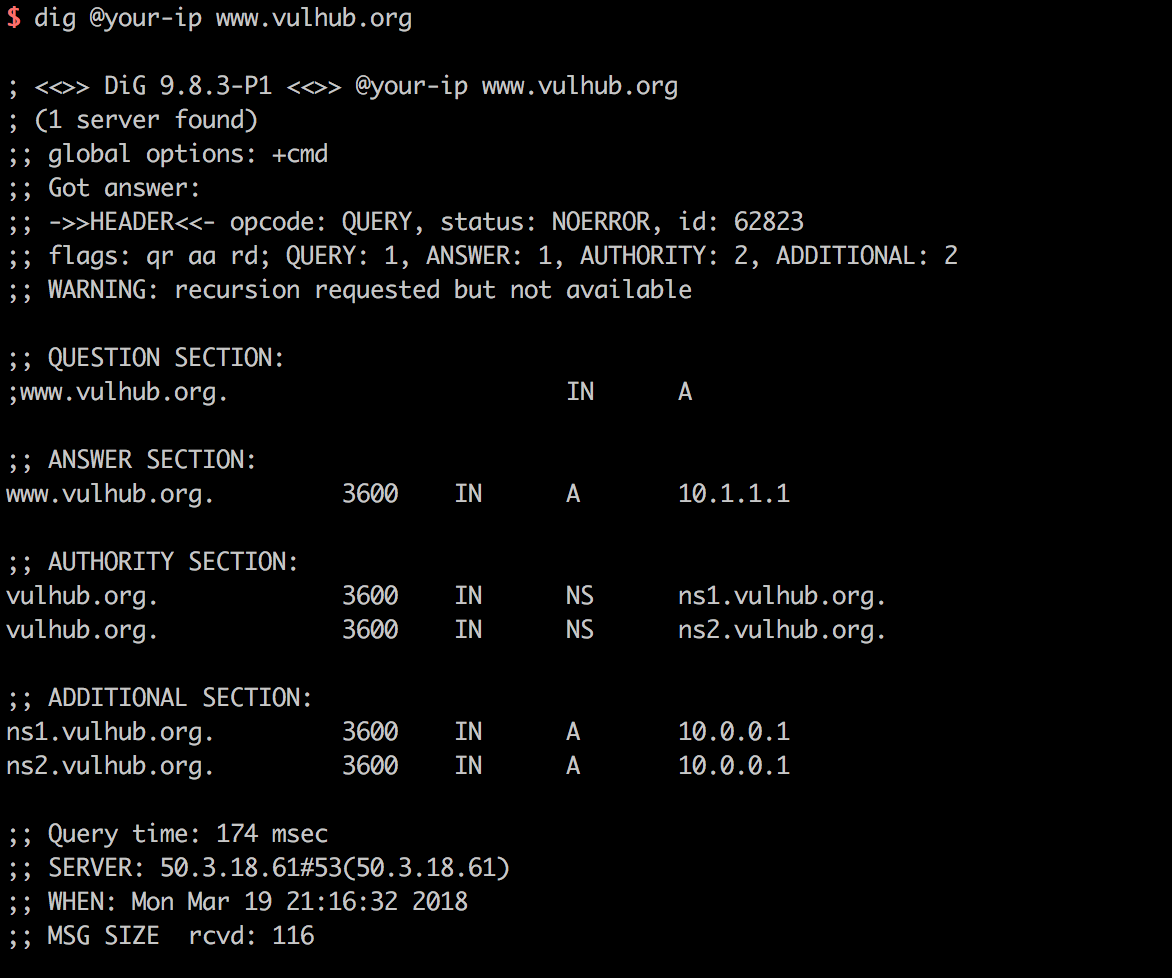 $ dig @your-ip www.vulhub.org
; <<>> DiG 9.8.3-P1 <<>> @your-ip www.vulhub.org
; (1 server found)
;; global options: +cmd
;; Got answer:
;; ->>HEADER<<- opcode: QUERY, status: NOERROR, id: 62823
;; flags: qr aa rd; QUERY: 1, ANSWER: 1, AUTHORITY: 2, ADDITIONAL: 2
;; WARNING: recursion requested but not available
;; QUESTION SECTION:
;www.vulhub.org. IN A
;; ANSWER SECTION:
www.vulhub.org. 3600 IN A 10.1.1.1
;; AUTHORITY SECTION:
vulhub.org. 3600 IN NS ns1.vulhub.org.
vulhub.org. 3600 IN NS ns2.vulhub.org.
;; ADDITIONAL SECTION:
ns1.vulhub.org. 3600 IN A 10.0.0.1
ns2.vulhub.org. 3600 IN A 10.0.0.1
;; Query time: 174 msec
;; SERVER: 50.3.18.61#53(50.3.18.61)
;; WHEN: Mon Mar 19 21:16:32 2018
;; MSG SIZE rcvd: 116